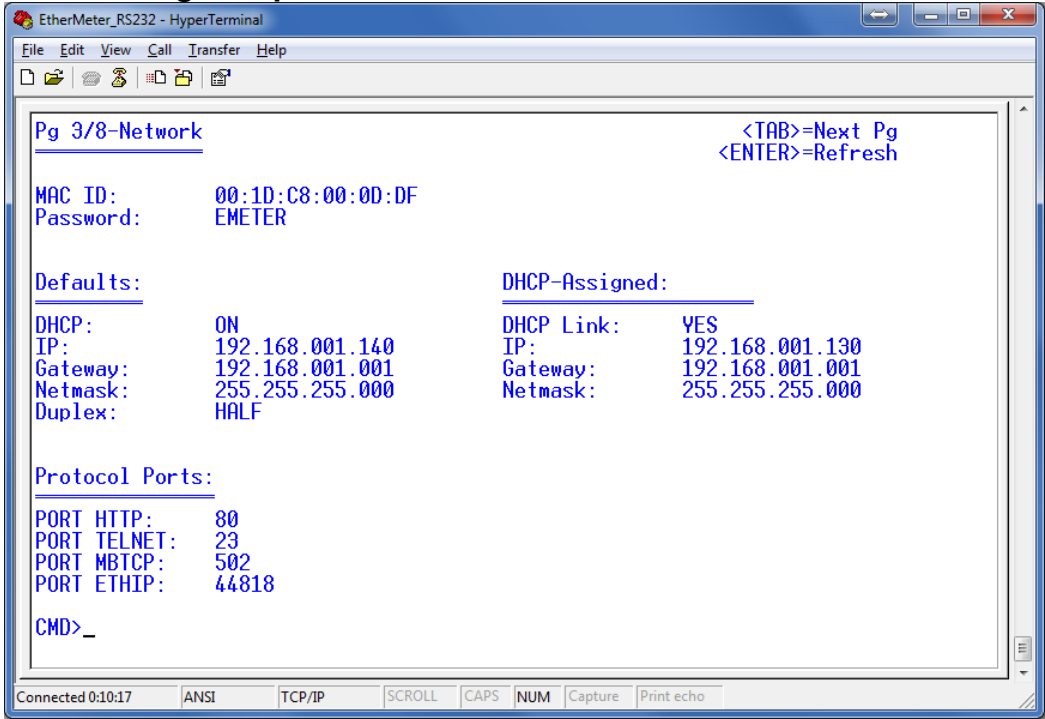 EtherMeter_RS232 - HyperTerminal
File Edit View Call Transfer Help
Pg 3/8-Network <TAB>=Next Pg
<ENTER>=Refresh
MAC ID: 00:1D:C8:00:0D:DF
Password: EMETER
Defaults: DHCP-Assigned:
DHCP: ON DHCP Link: YES
IP: 192.168.001.140 IP: 192.168.001.130
Gateway: 192.168.001.001 Gateway: 192.168.001.001
Netmask: 255.255.255.000 Netmask: 255.255.255.000
Duplex: HALF
Protocol Ports:
PORT HTTP: 80
PORT TELNET: 23
PORT MBTCP: 502
PORT ETHIP: 44818
CMD>_
Connected 0:10:17 ANSI TCP/IP SCROLL CAPS NUM Capture Print echo